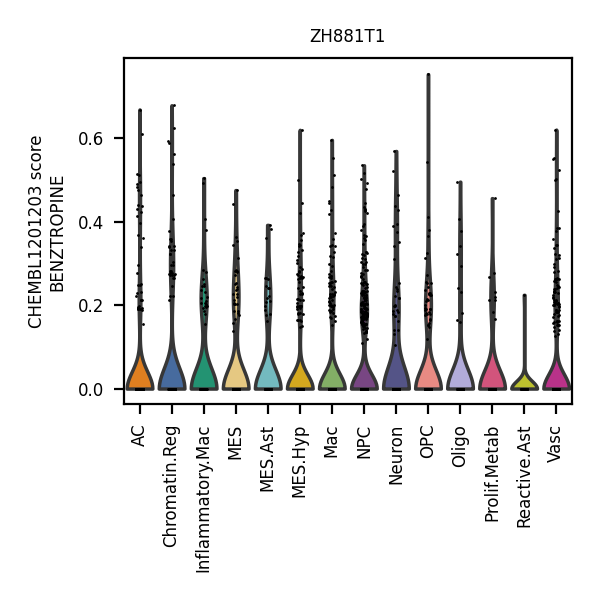 ZH881T1
CHEMBL1201203 score
BENZTROPINE
0.6
0.4
0.2
0.0
AC
Chromatin.Reg
Inflammatory.Mac
MES
MES.Ast
MES.Hyp
Mac
NPC
Neuron
OPC
Oligo
Prolif.Metab
Reactive.Ast
Vasc